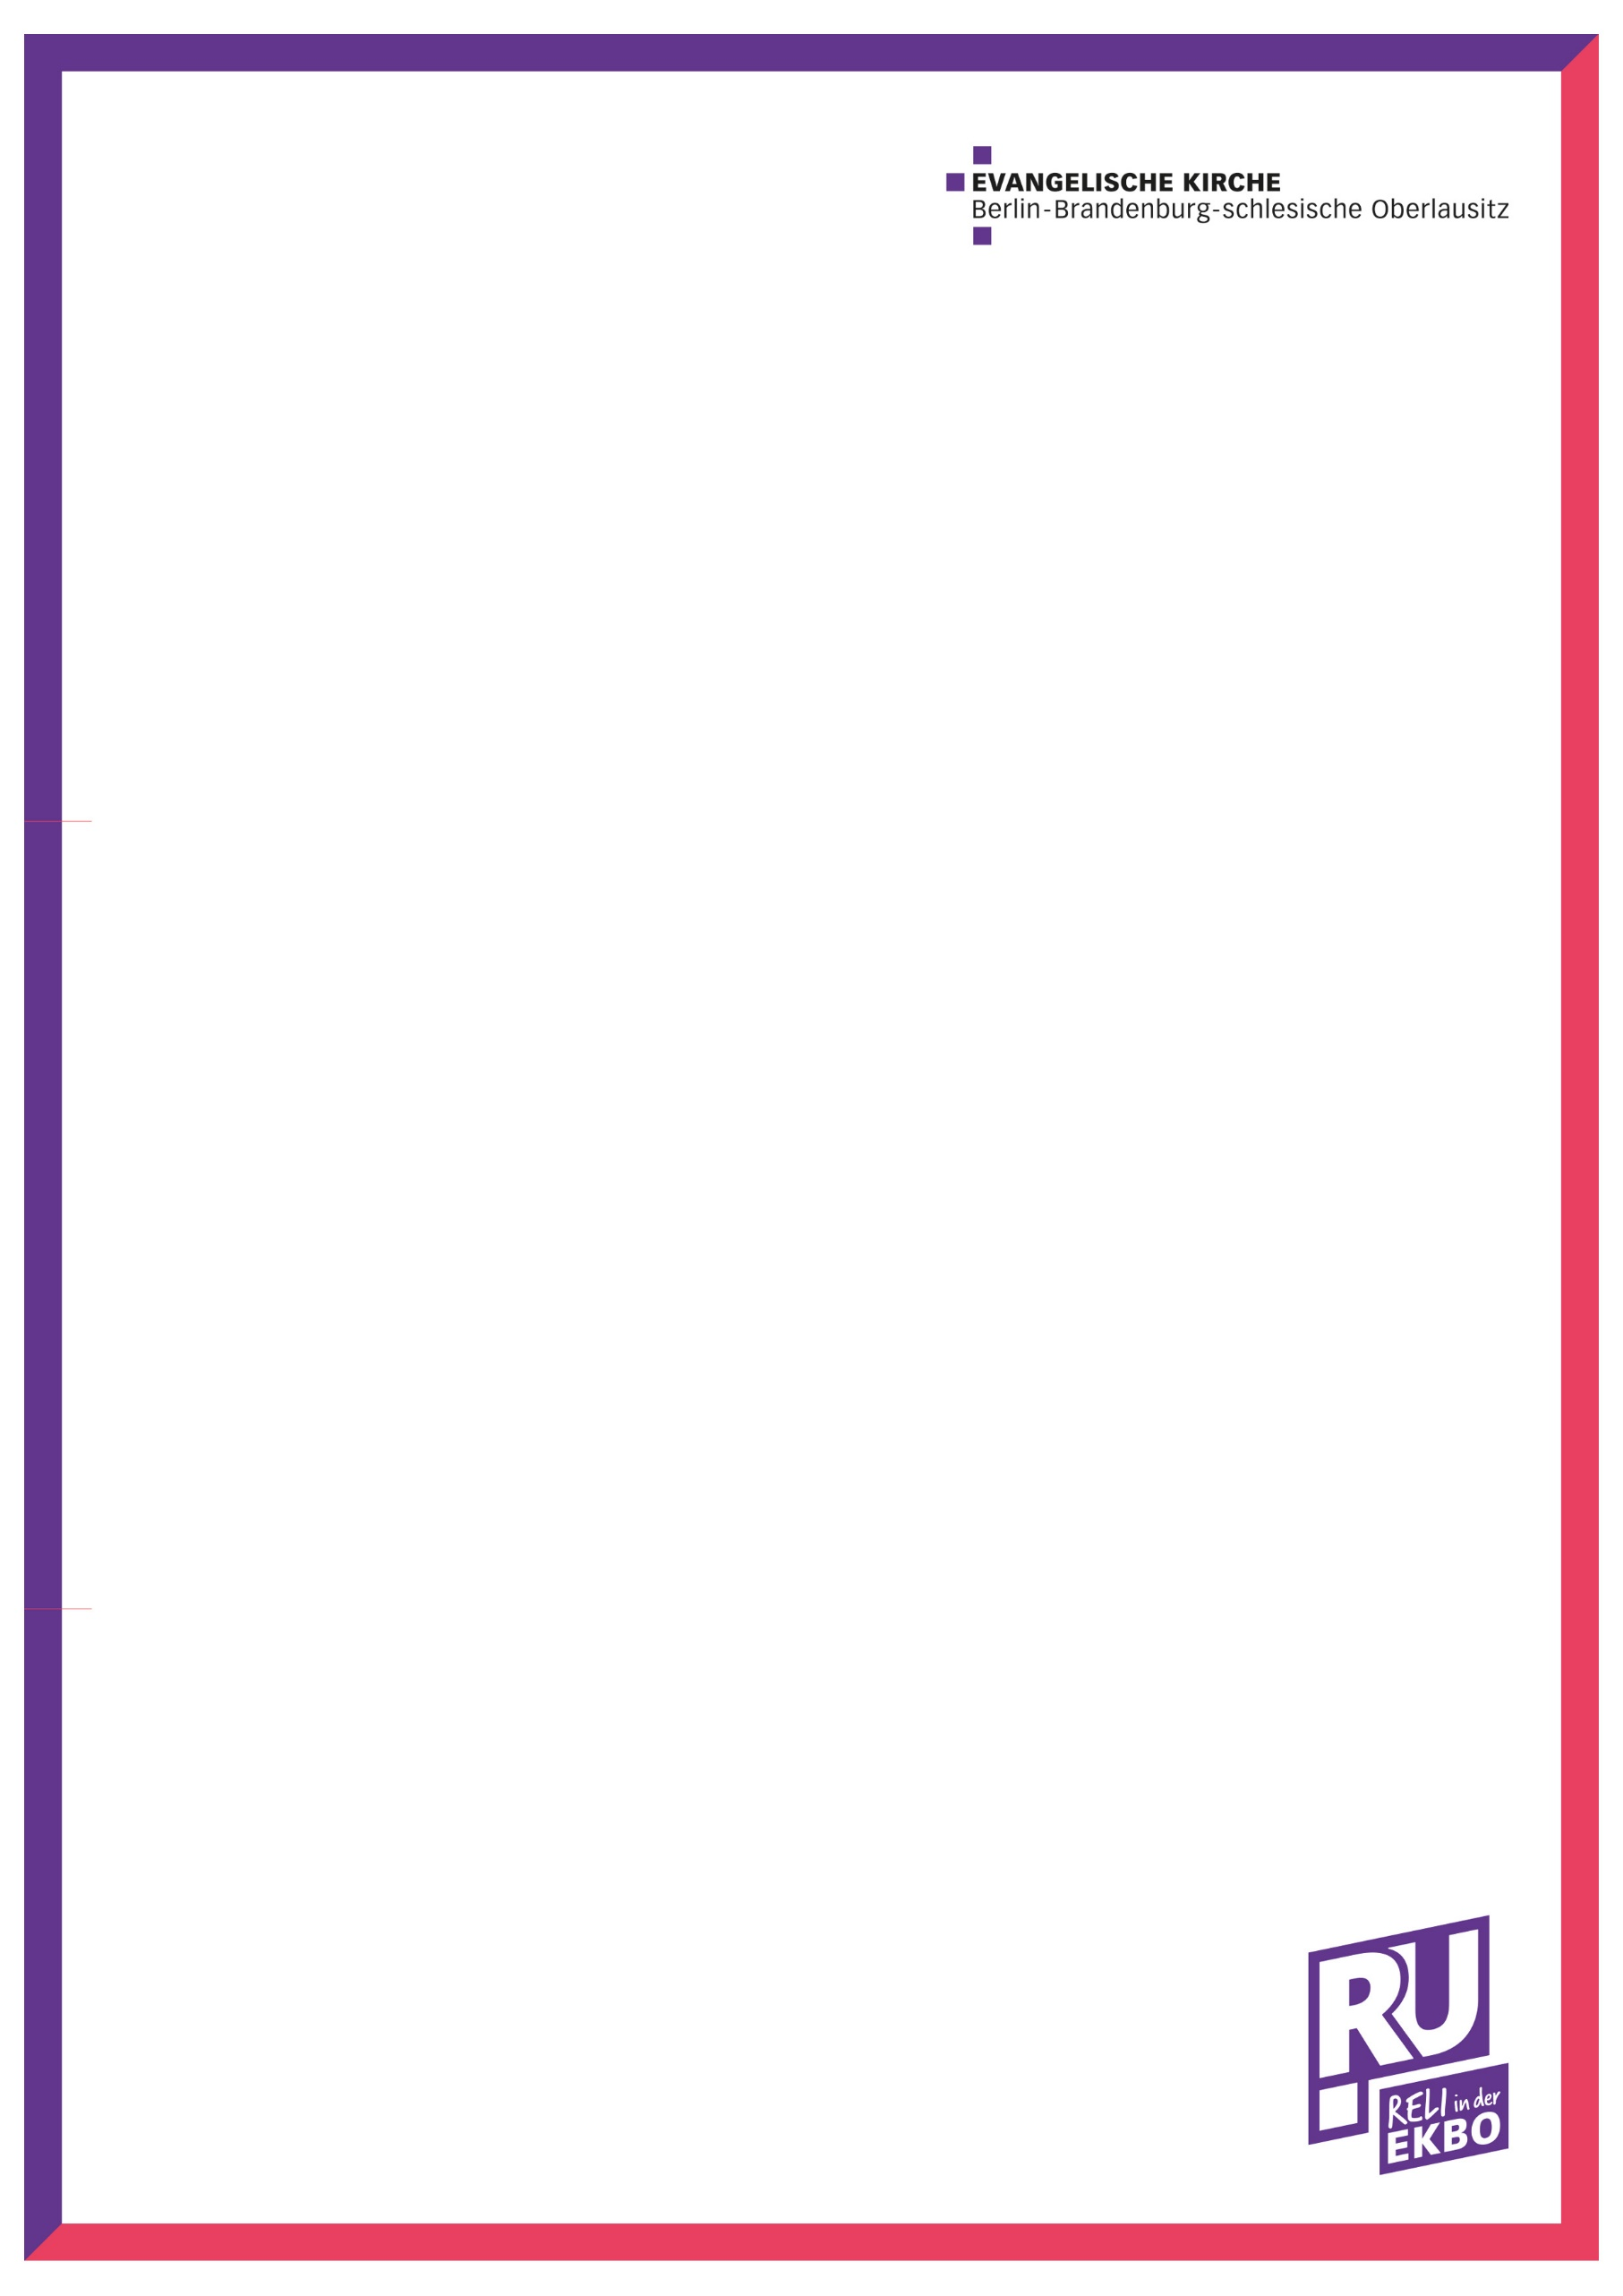 EVANGELISCHE KIRCHE
Berlin-Brandenburg-schlesische Oberlausitz
RU
RELI in der
EKBO